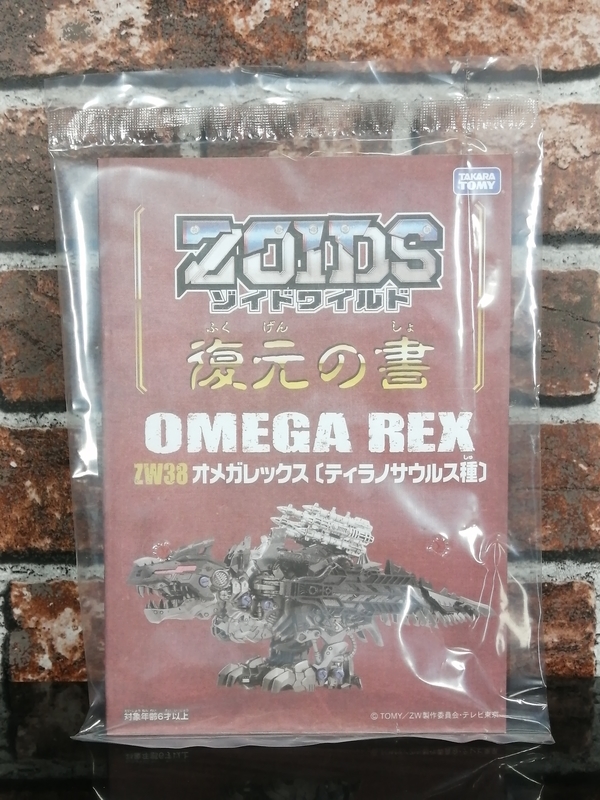 TAKARA
TOMY
ZOIDS
ゾイドワイルド
ふく げん しょ
復元の書
OMEGA REX
しゅ
ZW38 オメガレックス〔ティラノサウルス種〕
対象年齢6才以上
© TOMY／ZW製作委員会・テレビ東京